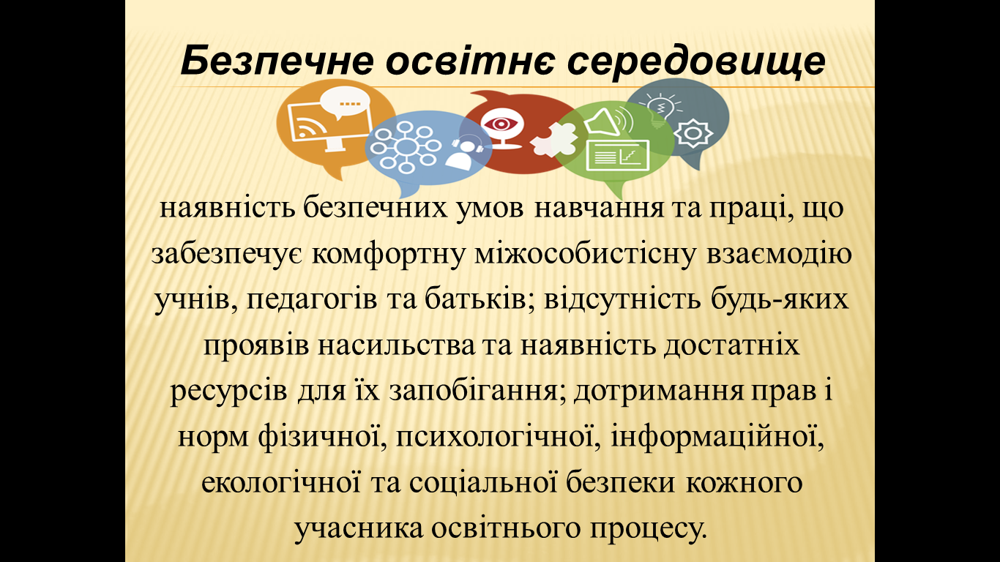 Безпечне освітнє середовище
наявність безпечних умов навчання та праці, що
забезпечує комфортну міжособистісну взаємодію
учнів, педагогів та батьків; відсутність будь-яких
проявів насильства та наявність достатніх
ресурсів для їх запобігання; дотримання прав і
норм фізичної, психологічної, інформаційної,
екологічної та соціальної безпеки кожного
учасника освітнього процесу.